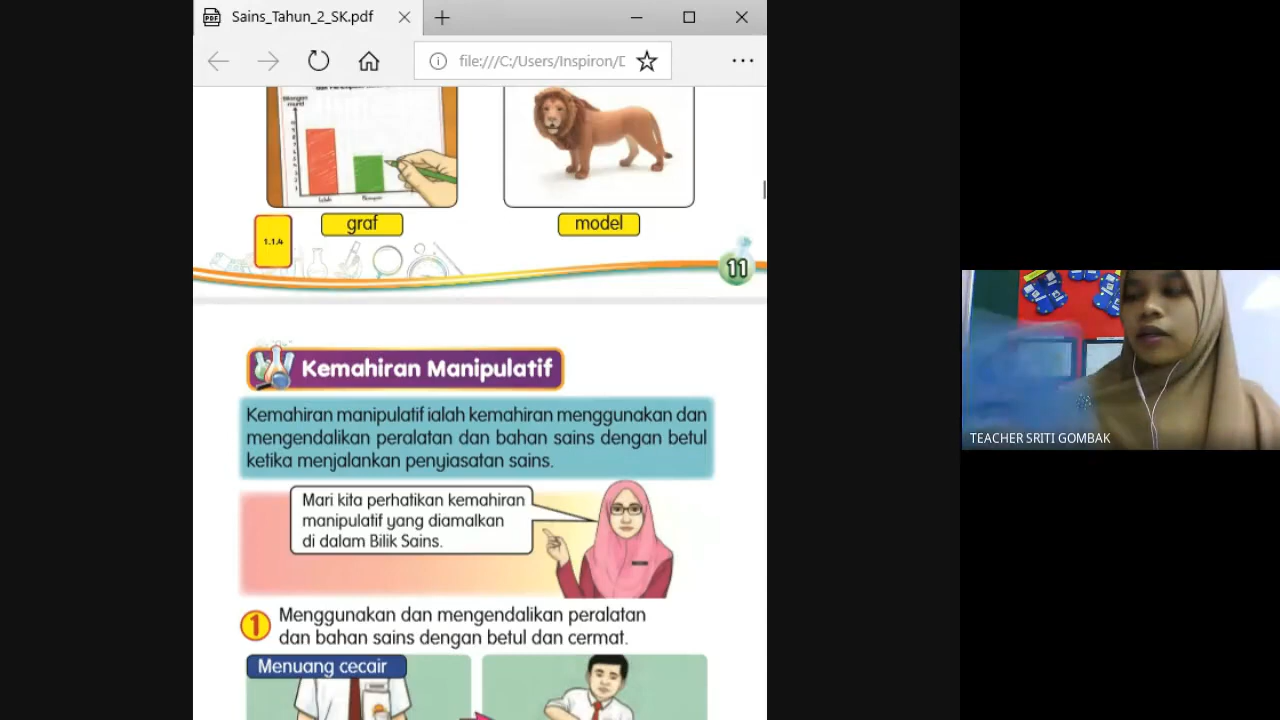 Sains_Tahun_2_SK.pdf
file:///C:/Users/Inspiron/D
graf
model
1.1.4
11
Kemahiran Manipulatif
Kemahiran manipulatif ialah kemahiran menggunakan dan
mengendalikan peralatan dan bahan sains dengan betul
ketika menjalankan penyiasatan sains.
Mari kita perhatikan kemahiran
manipulatif yang diamalkan
di dalam Bilik Sains.
1 Menggunakan dan mengendalikan peralatan
dan bahan sains dengan betul dan cermat.
Menuang cecair
TEACHER SRITI GOMBAK